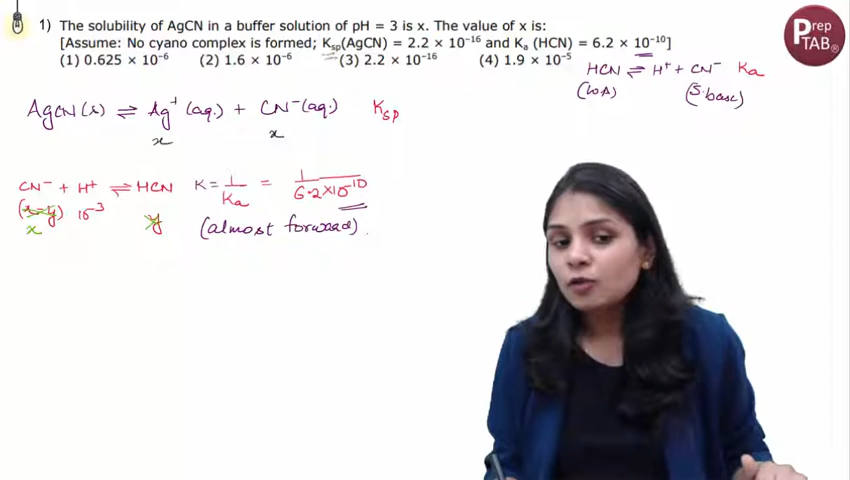 1) The solubility of AgCN in a buffer solution of pH = 3 is x. The value of x is:
[Assume: No cyano complex is formed; Ksp(AgCN) = 2.2 × 10⁻¹⁶ and Ka (HCN) = 6.2 × 10⁻¹⁰]
(1) 0.625 × 10⁻⁶ (2) 1.6 × 10⁻⁶ (3) 2.2 × 10⁻¹⁶ (4) 1.9 × 10⁻⁵
Prep
TAB®
HCN ⇌ H⁺ + CN⁻ Ka
(WA) (S.base)
AgCN(s) ⇌ Ag⁺(aq.) + CN⁻(aq.) Ksp
x x
CN⁻ + H⁺ ⇌ HCN K = 1/Ka = 1/6.2×10⁻¹⁰
(x-y) 10⁻³ y (almost forward).
x